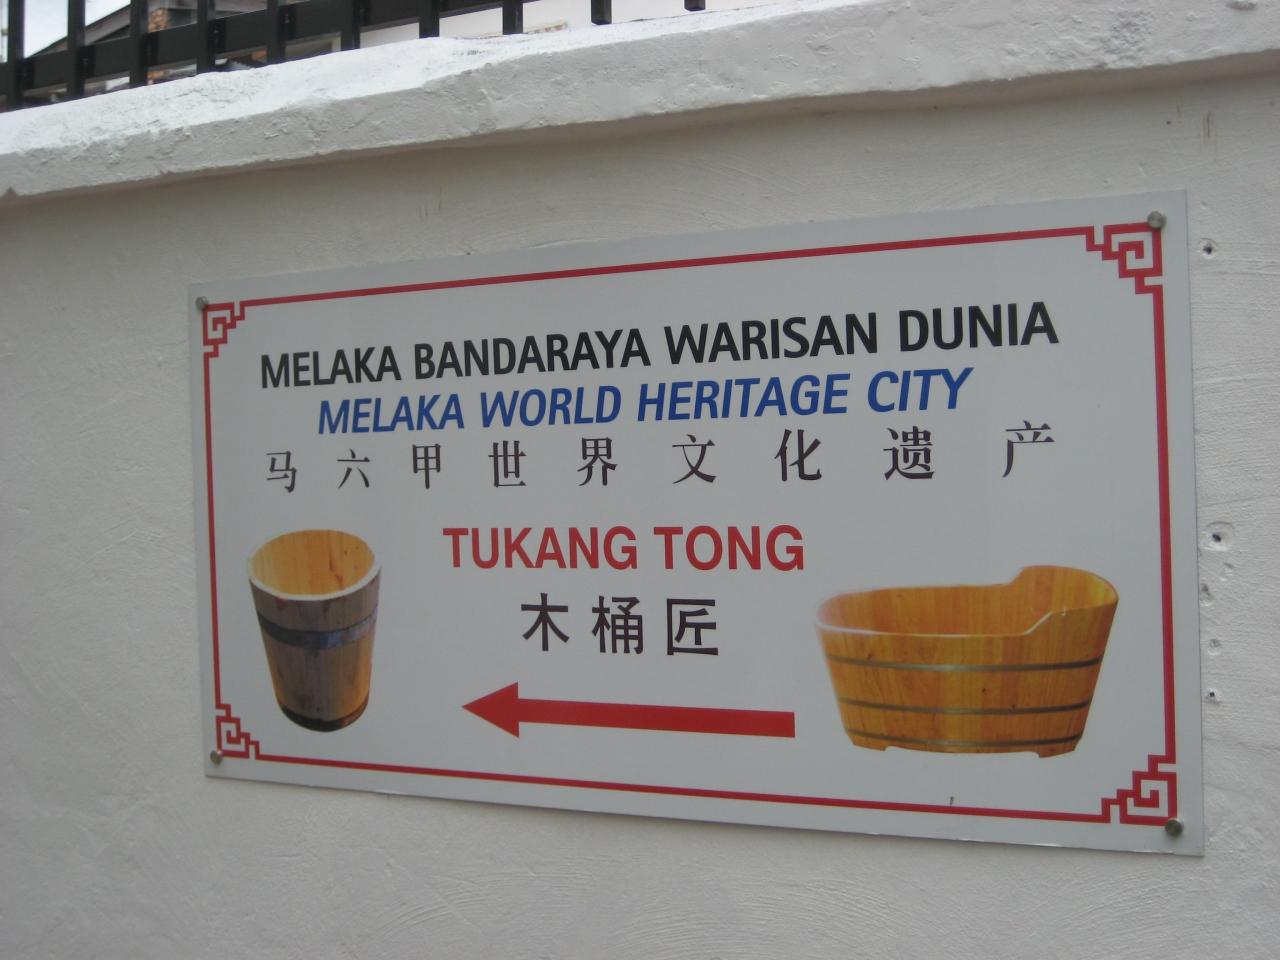 MELAKA BANDARAYA WARISAN DUNIA
MELAKA WORLD HERITAGE CITY
马六甲世界文化遗产
TUKANG TONG
木桶匠